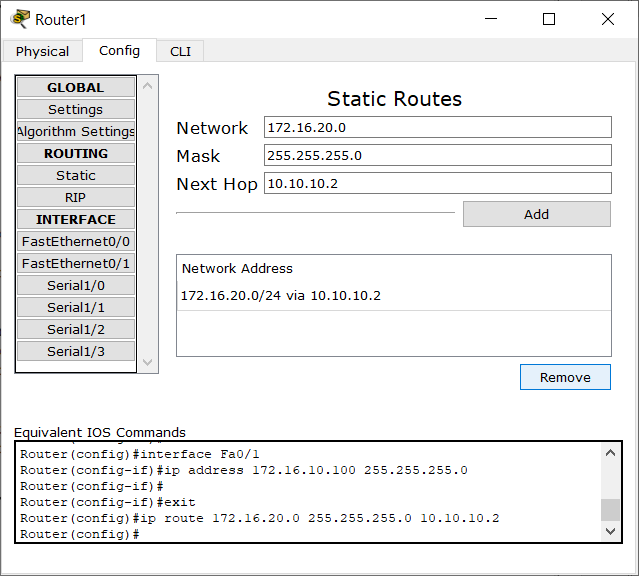 Router1
Physical
Config
CLI
GLOBAL
Settings
Algorithm Settings
ROUTING
Static
RIP
INTERFACE
FastEthernet0/0
FastEthernet0/1
Serial1/0
Serial1/1
Serial1/2
Serial1/3
Static Routes
Network 172.16.20.0
Mask 255.255.255.0
Next Hop 10.10.10.2
Add
Network Address
172.16.20.0/24 via 10.10.10.2
Remove
Equivalent IOS Commands
Router(config)#interface Fa0/1
Router(config-if)#ip address 172.16.10.100 255.255.255.0
Router(config-if)#
Router(config-if)#exit
Router(config)#ip route 172.16.20.0 255.255.255.0 10.10.10.2
Router(config)#